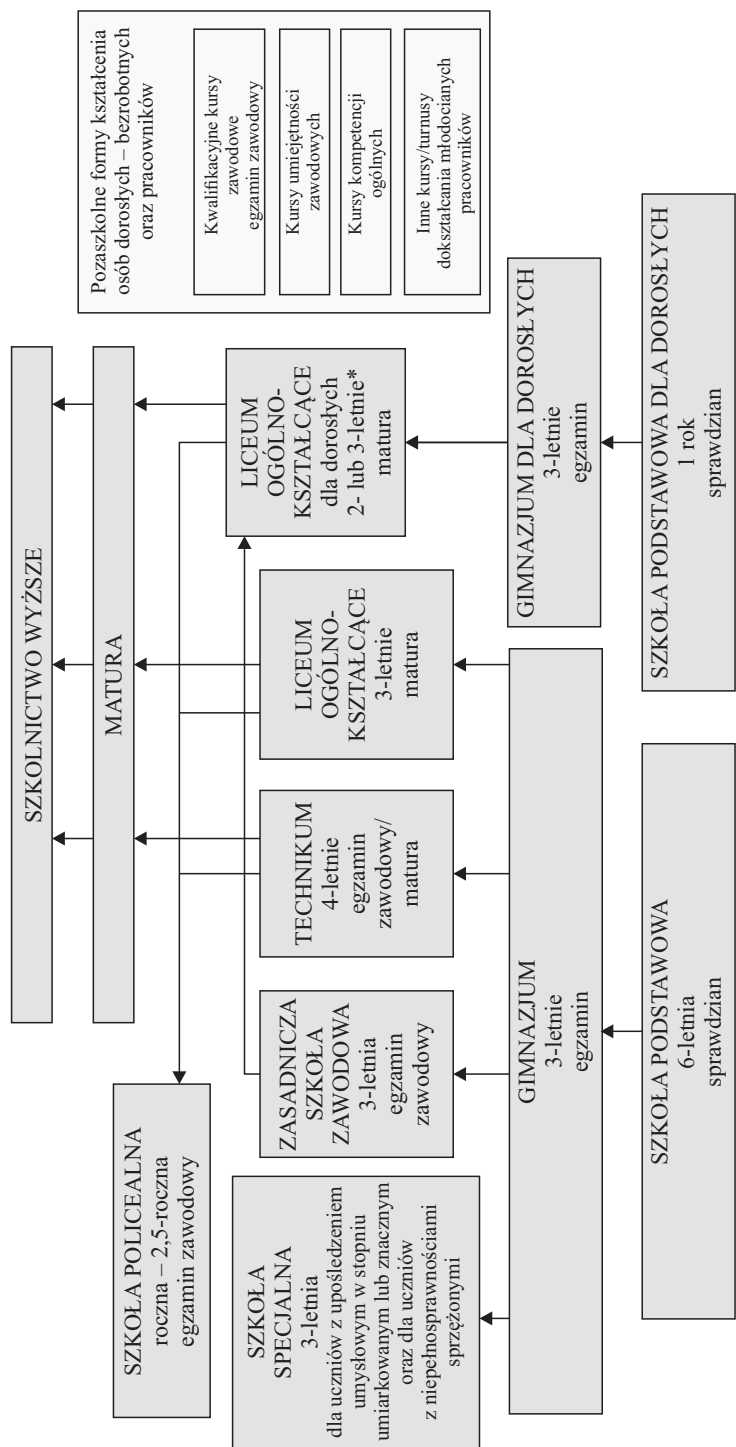 SZKOLNICTWO WYŻSZE
MATURA
SZKOŁA POLICEALNA
roczna – 2,5-roczna
egzamin zawodowy
Pozaszkolne formy kształcenia
osób dorosłych – bezrobotnych
oraz pracowników
Kwalifikacyjne kursy
zawodowe
egzamin zawodowy
Kursy umiejętności
zawodowych
Kursy kompetencji
ogólnych
Inne kursy/turnusy
dokształcania młodocianych
pracowników
SZKOŁA
SPECJALNA
3-letnia
dla uczniów z upośledzeniem
umysłowym w stopniu
umiarkowanym lub znacznym
oraz dla uczniów
z niepełnosprawnościami
sprzężonymi
ZASADNICZA
SZKOŁA
ZAWODOWA
3-letnia
egzamin
zawodowy
TECHNIKUM
4-letnie
egzamin
zawodowy/
matura
LICEUM
OGÓLNO-
KSZTAŁCĄCE
3-letnie
matura
LICEUM
OGÓLNO-
KSZTAŁCĄCE
dla dorosłych
2- lub 3-letnie*
matura
GIMNAZJUM
3-letnie
egzamin
GIMNAZJUM DLA DOROSŁYCH
3-letnie
egzamin
SZKOŁA PODSTAWOWA
6-letnia
sprawdzian
SZKOŁA PODSTAWOWA DLA DOROSŁYCH
1 rok
sprawdzian